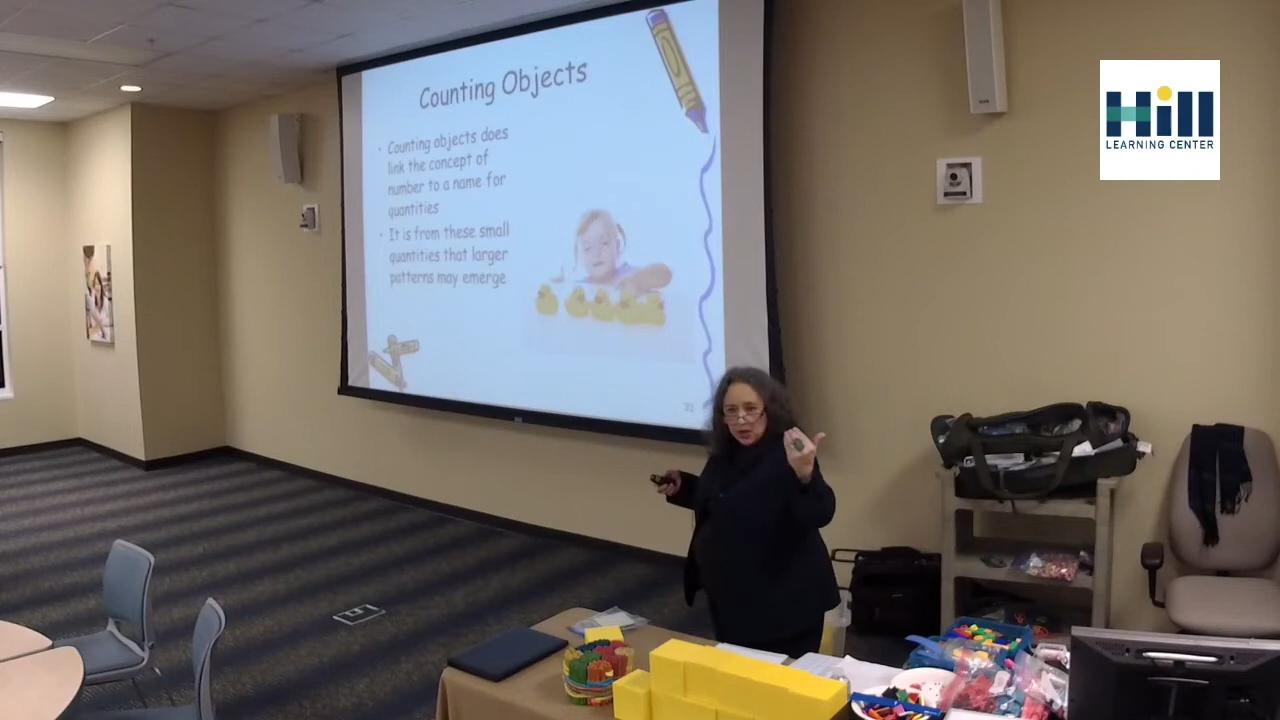 Counting Objects
• Counting objects does
link the concept of
number to a name for
quantities
• It is from these small
quantities that larger
patterns may emerge
Hill
LEARNING CENTER